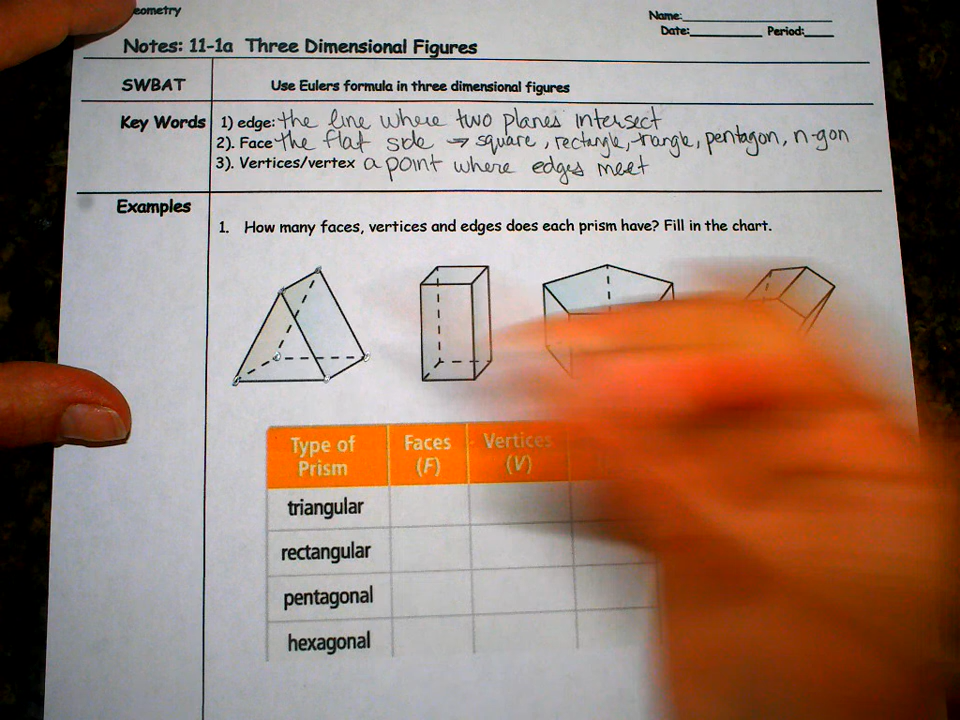 eometry
Name:
Date: Period:
Notes: 11-1a Three Dimensional Figures
SWBAT Use Eulers formula in three dimensional figures
Key Words 1) edge: the line where two planes intersect
2). Face the flat side → square, rectangle, triangle, pentagon, n-gon
3). Vertices/vertex a point where edges meet
Examples
1. How many faces, vertices and edges does each prism have? Fill in the chart.
Type of Prism Faces (F) Vertices (V)
triangular
rectangular
pentagonal
hexagonal